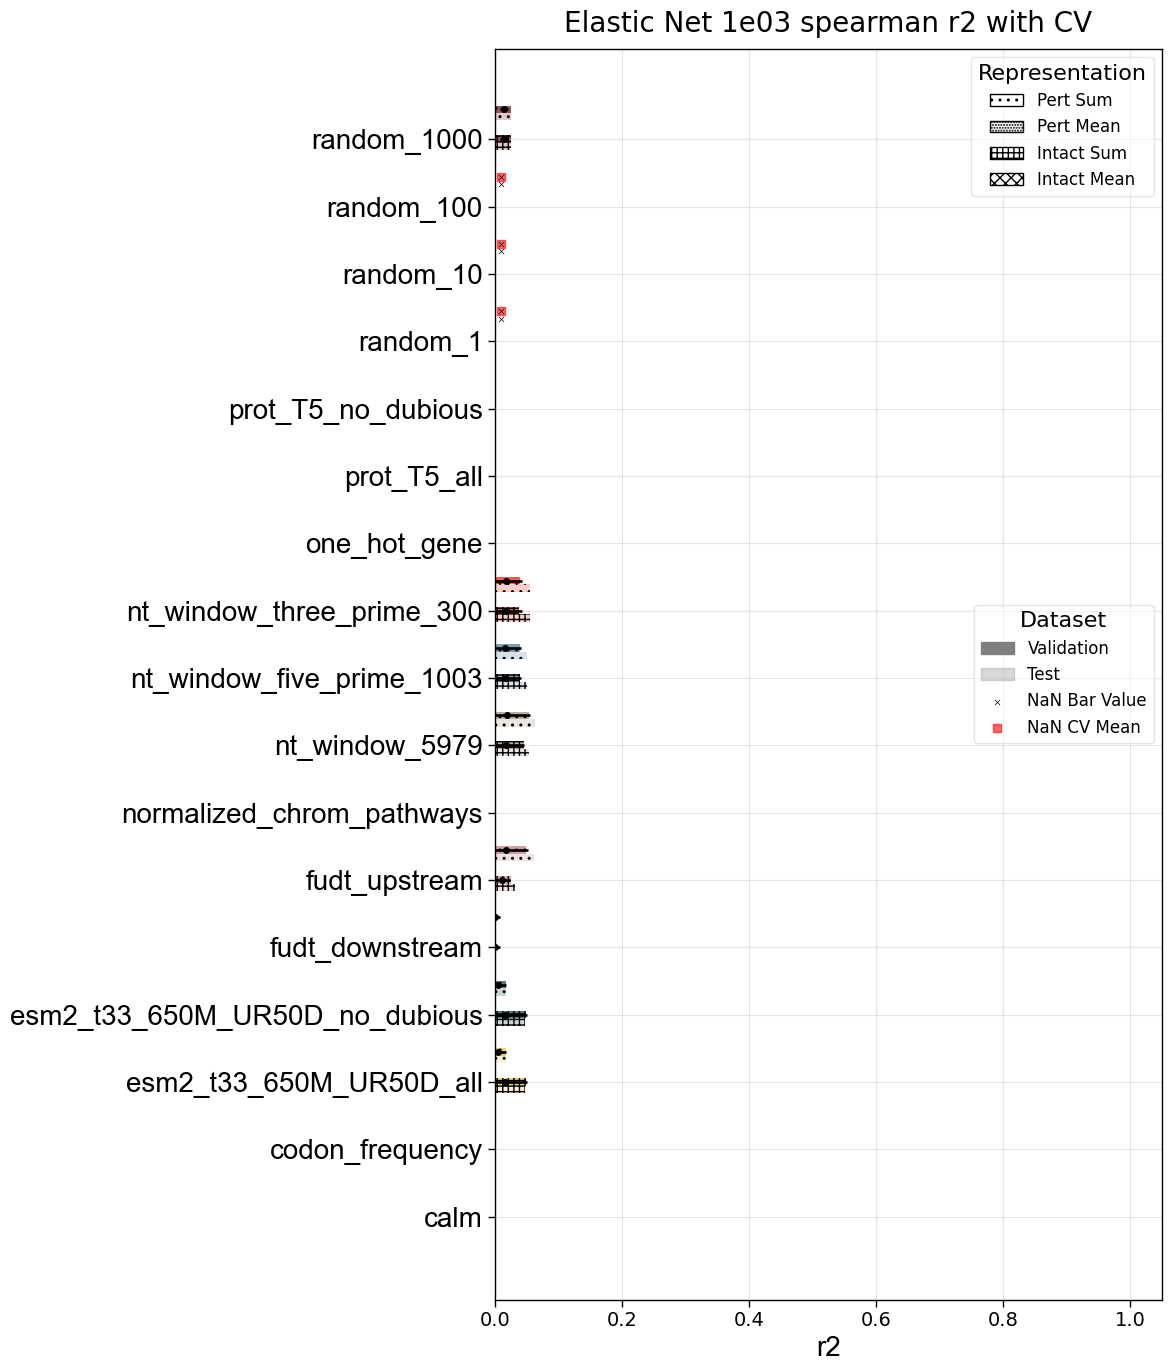 Elastic Net 1e03 spearman r2 with CV
Representation
Pert Sum
Pert Mean
Intact Sum
Intact Mean
random_1000
random_100
random_10
random_1
prot_T5_no_dubious
prot_T5_all
one_hot_gene
nt_window_three_prime_300
nt_window_five_prime_1003
nt_window_5979
normalized_chrom_pathways
fudt_upstream
fudt_downstream
esm2_t33_650M_UR50D_no_dubious
esm2_t33_650M_UR50D_all
codon_frequency
calm
Dataset
Validation
Test
NaN Bar Value
NaN CV Mean
0.0 0.2 0.4 0.6 0.8 1.0
r2